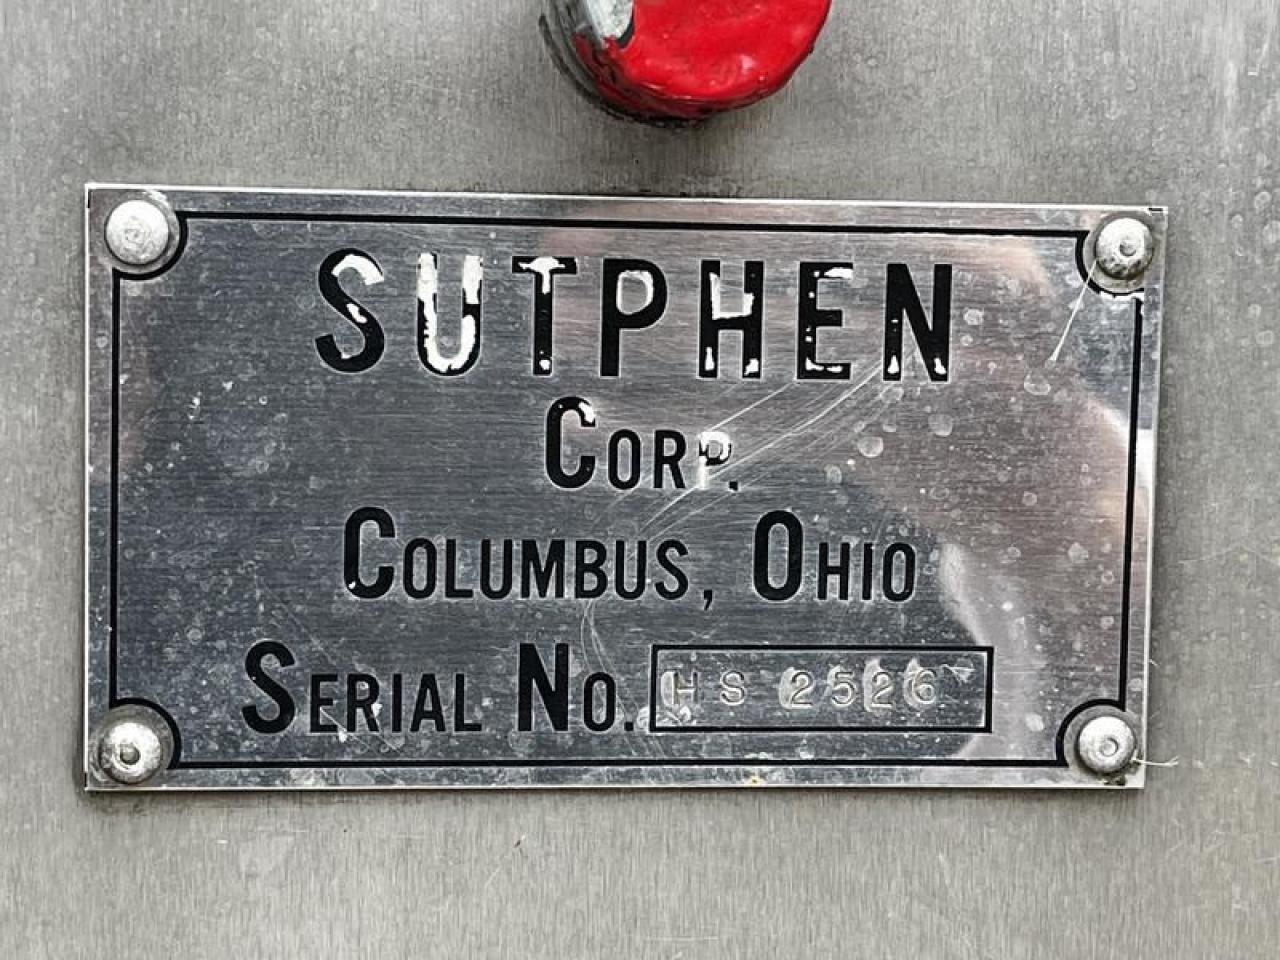 SUTPHEN
CORP.
COLUMBUS, OHIO
SERIAL NO. HS 2526